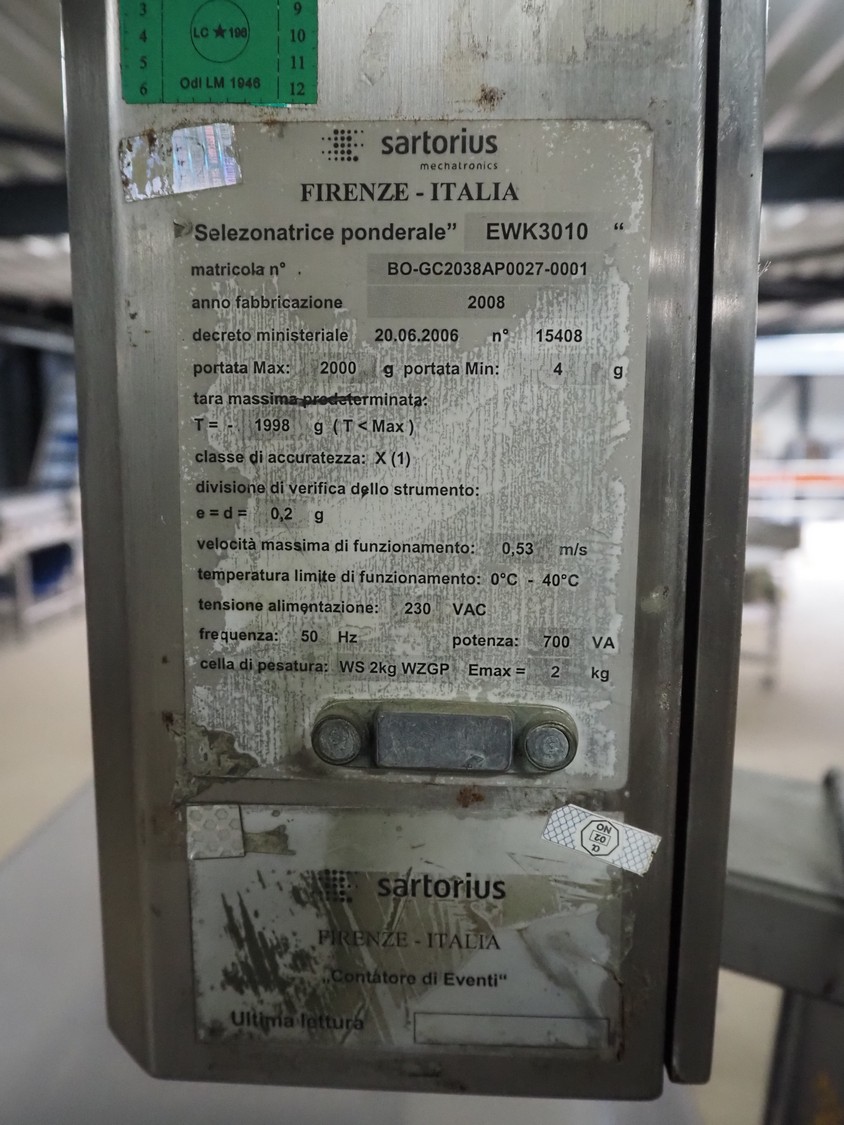 3 9
4 LC ★ 196 10
5 11
6 Odl LM 1946 12
sartorius
mechatronics
FIRENZE - ITALIA
Selezonatrice ponderale” EWK3010 “
matricola n° . BO-GC2038AP0027-0001
anno fabbricazione 2008
decreto ministeriale 20.06.2006 n° 15408
portata Max: 2000 g portata Min: 4 g
tara massima predeterminata:
T = - 1998 g ( T < Max )
classe di accuratezza: X (1)
divisione di verifica dello strumento:
e = d = 0,2 g
velocità massima di funzionamento: 0,53 m/s
temperatura limite di funzionamento: 0°C - 40°C
tensione alimentazione: 230 VAC
frequenza: 50 Hz potenza: 700 VA
cella di pesatura: WS 2kg WZGP Emax = 2 kg
α
02
NO
sartorius
FIRENZE - ITALIA
„Contatore di Eventi“
Ultima lettura